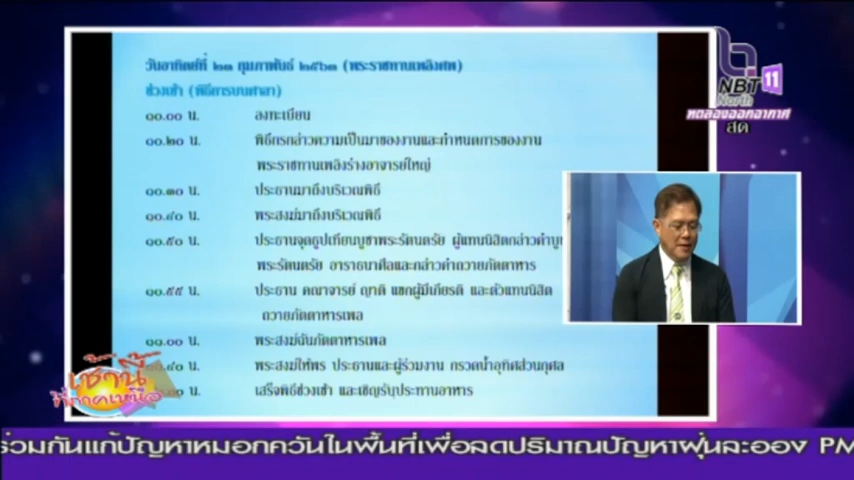 วันอาทิตย์ที่ ๒๓ กุมภาพันธ์ ๒๕๖๓ (พระราชทานเพลิงศพ)
ช่วงเช้า (พิธีการบนศาลา)
๑๐.๐๐ น. ลงทะเบียน
๑๐.๒๐ น. พิธีกรกล่าวความเป็นมาของงานและกำหนดการของงาน
พระราชทานเพลิงร่างอาจารย์ใหญ่
๑๐.๓๐ น. ประธานมาถึงบริเวณพิธี
๑๐.๔๐ น. พระสงฆ์มาถึงบริเวณพิธี
๑๐.๕๐ น. ประธานจุดธูปเทียนบูชาพระรัตนตรัย ผู้แทนนิสิตกล่าวคำบู
พระรัตนตรัย อาราธนาศีลและกล่าวคำถวายภัตตาหาร
๑๐.๕๕ น. ประธาน คณาจารย์ ญาติ แขกผู้มีเกียรติ และตัวแทนนิสิต
ถวายภัตตาหารเพล
๑๑.๐๐ น. พระสงฆ์ฉันภัตตาหารเพล
๔๐ น. พระสงฆ์ให้พร ประธานและผู้ร่วมงาน กรวดน้ำอุทิศส่วนกุศล
๐ น. เสร็จพิธีช่วงเช้า และเชิญรับประทานอาหาร
NBT 11
North
ทดลองออกอากาศ
สด
เช้านี้
ที่ภาคเหนือ
ร่วมกันแก้ปัญหาหมอกควันในพื้นที่เพื่อลดปริมาณปัญหาฝุ่นละออง PM